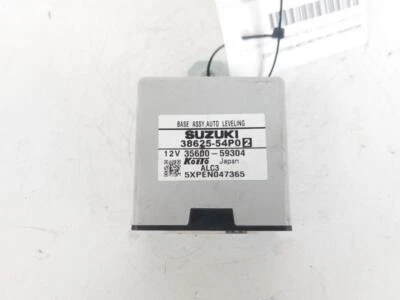 BASE ASSY,AUTO LEVELING
SUZUKI
38625-54P0 2
12V 35600-59304
KOITO Japan
ALC3
5XPEN047365